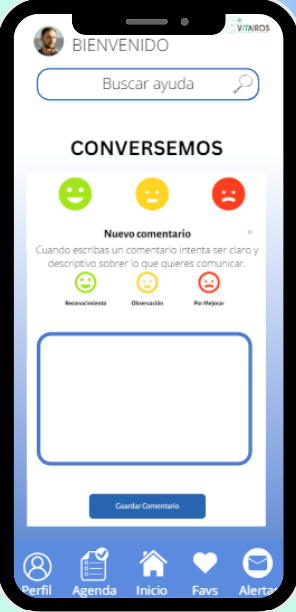 VITAIROS
BIENVENIDO
Buscar ayuda
CONVERSEMOS
Nuevo comentario
×
Cuando escribas un comentario intenta ser claro y
descriptivo sobrer lo que quieres comunicar.
Reconocimiento Observación Por Mejorar
Guardar Comentario
Perfil Agenda Inicio Favs Alertas